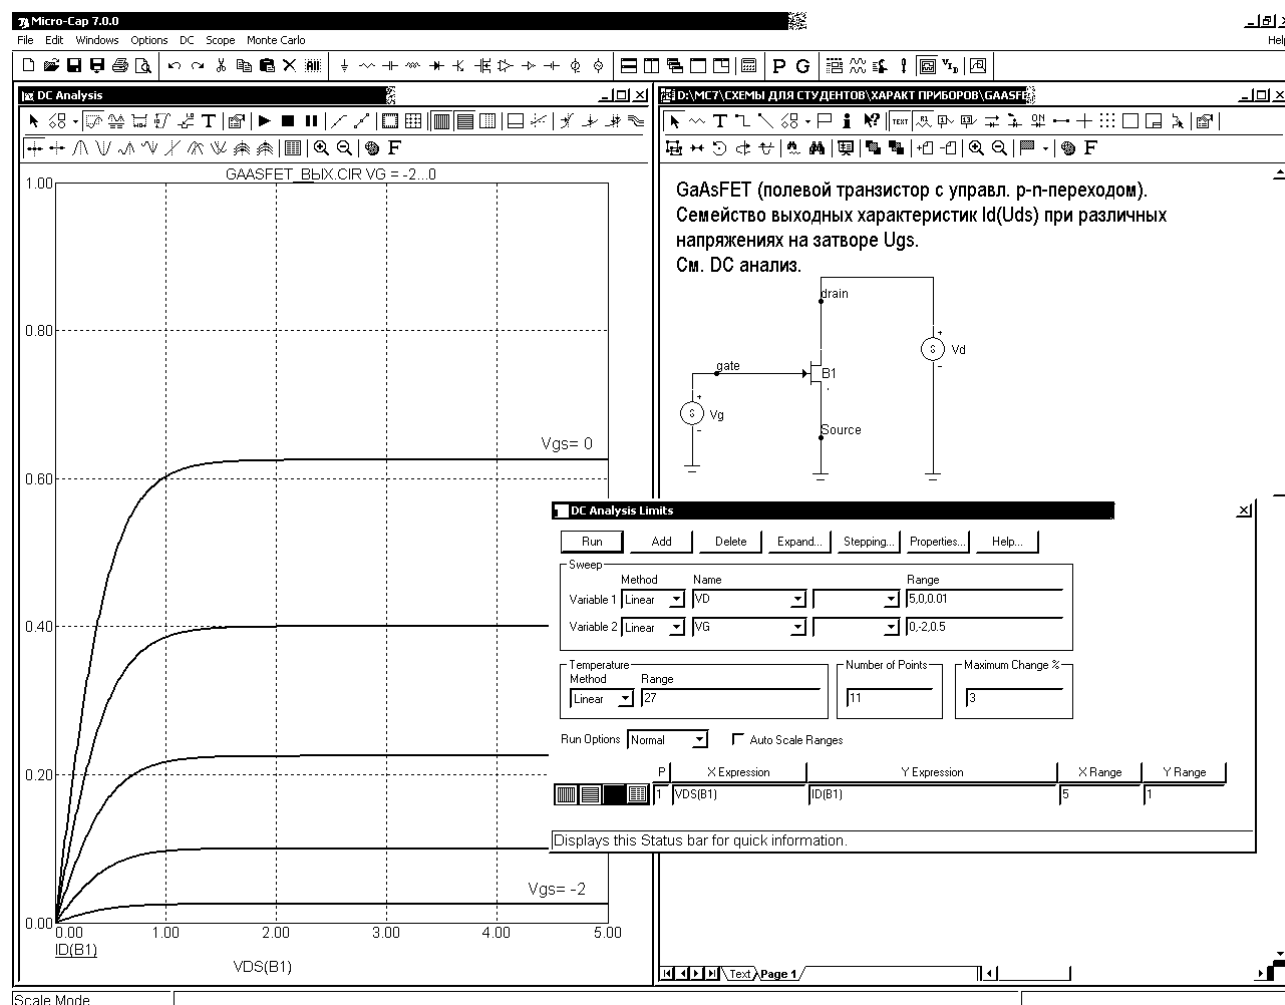 Micro-Cap 7.0.0
File Edit Windows Options DC Scope Monte Carlo
Help
P G
DC Analysis
T
F
GAASFET_ВЫХ.CIR VG = -2...0
1.00
0.80
0.60
0.40
0.20
0.00
Vgs= 0
Vgs= -2
0.00 1.00 2.00 3.00 4.00 5.00
ID(B1)
VDS(B1)
D:\MC7\СХЕМЫ ДЛЯ СТУДЕНТОВ\ХАРАКТ ПРИБОРОВ\GAASF
T TEXT
F
GaAsFET (полевой транзистор с управл. p-n-переходом).
Семейство выходных характеристик Id(Uds) при различных
напряжениях на затворе Ugs.
См. DC анализ.
drain
S Vd
gate
B1
S Vg
Source
DC Analysis Limits
Run Add Delete Expand... Stepping... Properties... Help...
Sweep
Method Name Range
Variable 1 Linear VD 5,0,0.01
Variable 2 Linear VG 0,-2,0.5
Temperature Number of Points Maximum Change %
Method Range
Linear 27 11 3
Run Options Normal Auto Scale Ranges
P X Expression Y Expression X Range Y Range
1 VDS(B1) ID(B1) 5 1
Displays this Status bar for quick information.
Text Page 1
Scale Mode